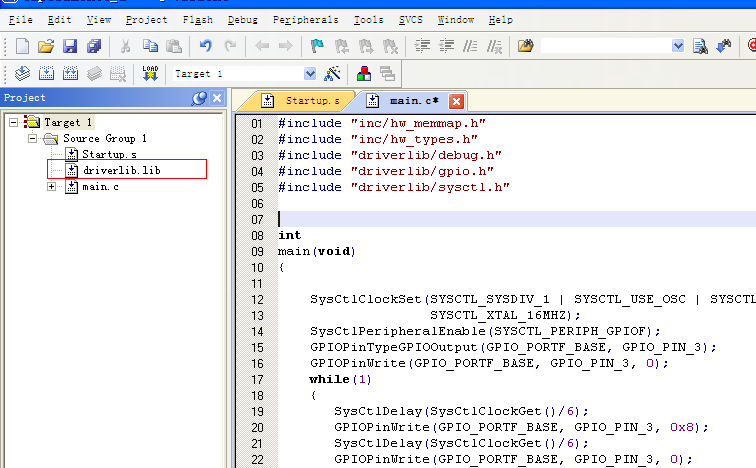 File Edit View Project Flash Debug Peripherals Tools SVCS Window Help
LOAD Target 1
Project
Target 1
Source Group 1
Startup.s
driverlib.lib
main.c
Startup.s main.c*
01 #include "inc/hw_memmap.h"
02 #include "inc/hw_types.h"
03 #include "driverlib/debug.h"
04 #include "driverlib/gpio.h"
05 #include "driverlib/sysctl.h"
06
07
08 int
09 main(void)
10 {
11
12 SysCtlClockSet(SYSCTL_SYSDIV_1 | SYSCTL_USE_OSC | SYSCTL
13 SYSCTL_XTAL_16MHZ);
14 SysCtlPeripheralEnable(SYSCTL_PERIPH_GPIOF);
15 GPIOPinTypeGPIOOutput(GPIO_PORTF_BASE, GPIO_PIN_3);
16 GPIOPinWrite(GPIO_PORTF_BASE, GPIO_PIN_3, 0);
17 while(1)
18 {
19 SysCtlDelay(SysCtlClockGet()/6);
20 GPIOPinWrite(GPIO_PORTF_BASE, GPIO_PIN_3, 0x8);
21 SysCtlDelay(SysCtlClockGet()/6);
22 GPIOPinWrite(GPIO_PORTF_BASE, GPIO_PIN_3, 0);